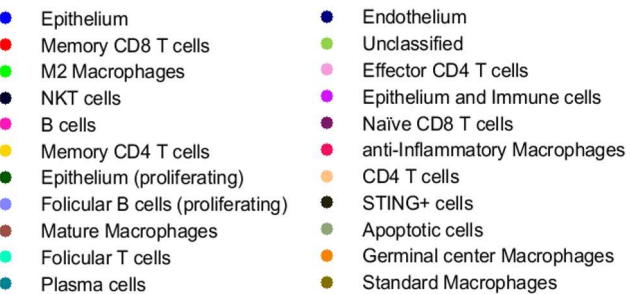 Epithelium
Memory CD8 T cells
M2 Macrophages
NKT cells
B cells
Memory CD4 T cells
Epithelium (proliferating)
Folicular B cells (proliferating)
Mature Macrophages
Folicular T cells
Plasma cells
Endothelium
Unclassified
Effector CD4 T cells
Epithelium and Immune cells
Naïve CD8 T cells
anti-Inflammatory Macrophages
CD4 T cells
STING+ cells
Apoptotic cells
Germinal center Macrophages
Standard Macrophages